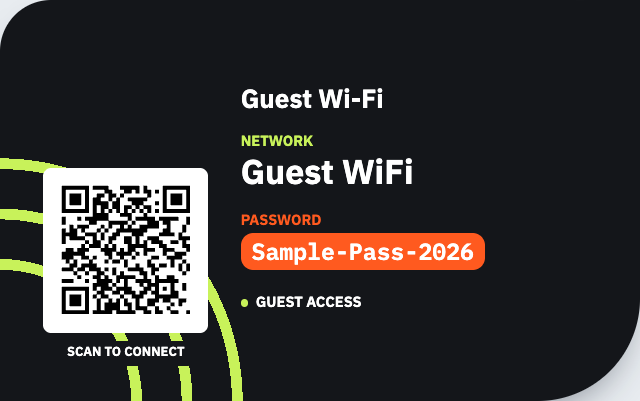 Guest Wi-Fi
NETWORK
Guest WiFi
PASSWORD
Sample-Pass-2026
GUEST ACCESS
SCAN TO CONNECT